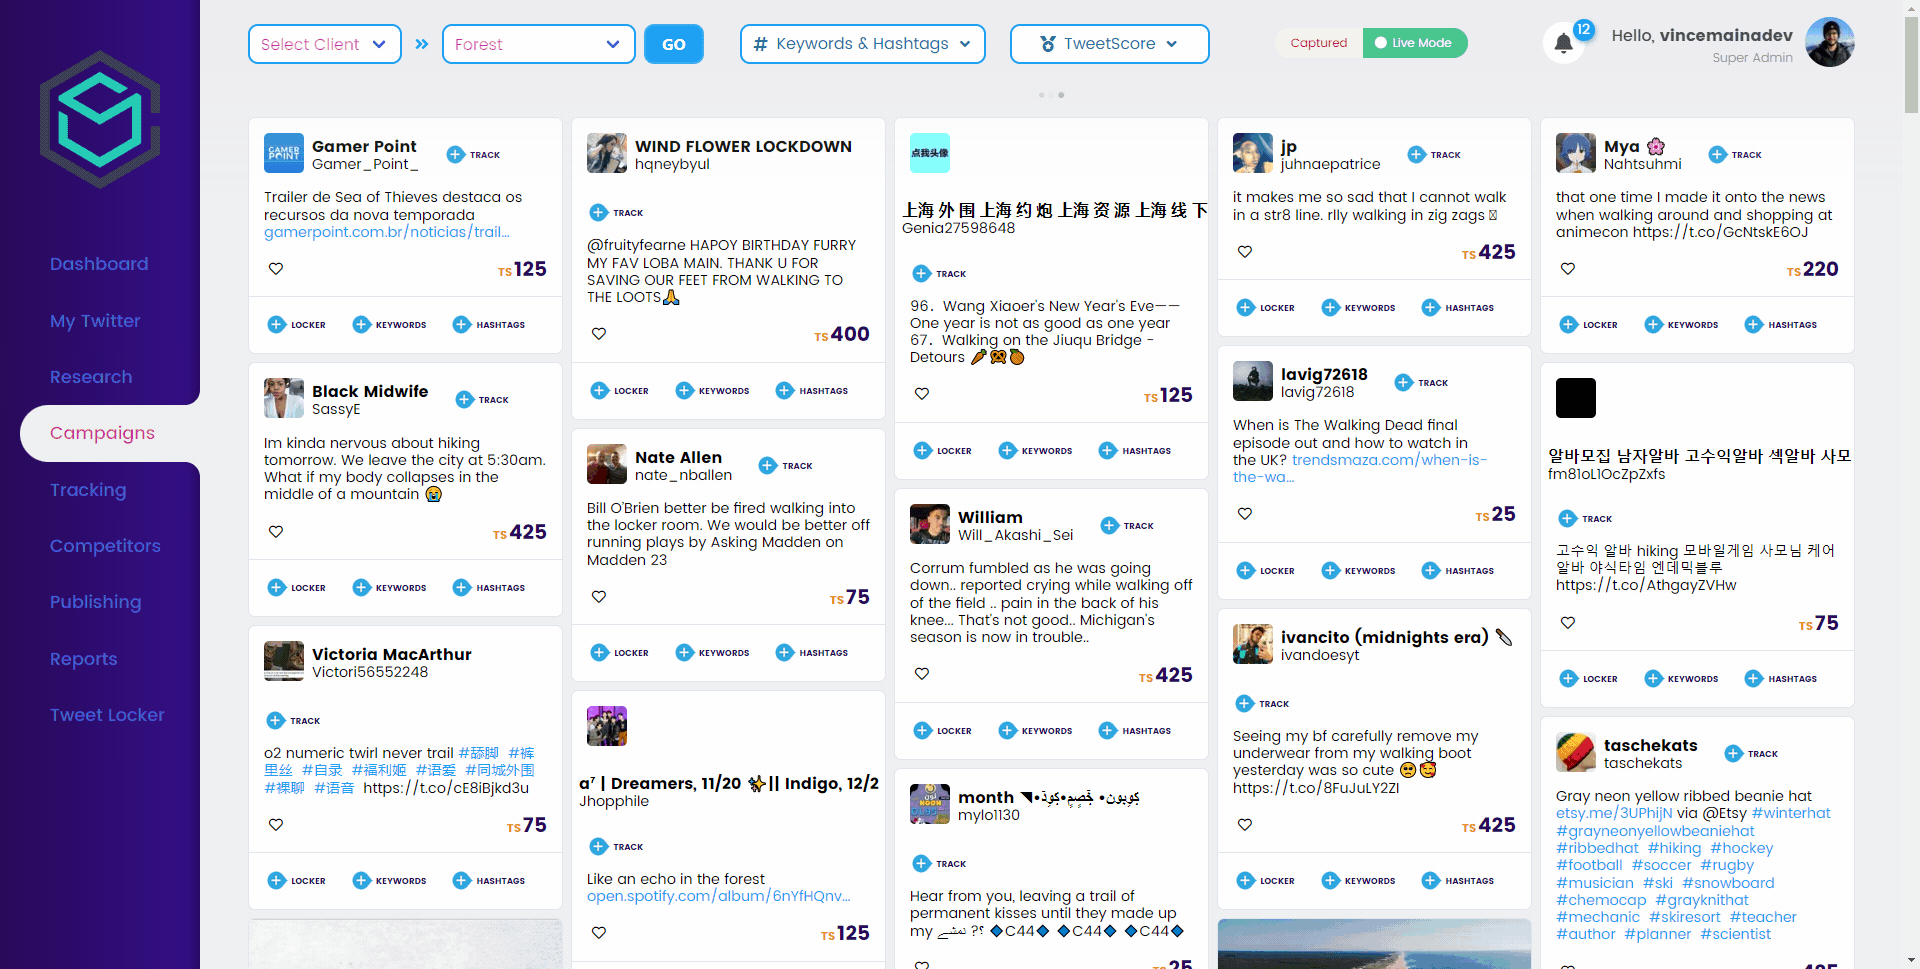 Select Client
Forest
GO
# Keywords & Hashtags
TweetScore
Captured
Live Mode
12
Hello, vincemainadev
Super Admin
Dashboard
My Twitter
Research
Campaigns
Tracking
Competitors
Publishing
Reports
Tweet Locker
GAMER POINT
Gamer Point
Gamer_Point_
TRACK
Trailer de Sea of Thieves destaca os
recursos da nova temporada
gamerpoint.com.br/noticias/trail...
TS 125
LOCKER KEYWORDS HASHTAGS
Black Midwife
SassyE
TRACK
Im kinda nervous about hiking
tomorrow. We leave the city at 5:30am.
What if my body collapses in the
middle of a mountain 😭
TS 425
LOCKER KEYWORDS HASHTAGS
Victoria MacArthur
Victori56552248
TRACK
o2 numeric twirl never trail #舔脚 #裤
里丝 #自录 #福利姬 #语爱 #同城外围
#裸聊 #语音 https://t.co/cE8iBjkd3u
TS 75
LOCKER KEYWORDS HASHTAGS
WIND FLOWER LOCKDOWN
hqneybyul
TRACK
@fruityfearne HAPOY BIRTHDAY FURRY
MY FAV LOBA MAIN. THANK U FOR
SAVING OUR FEET FROM WALKING TO
THE LOOTS🙏
TS 400
LOCKER KEYWORDS HASHTAGS
Nate Allen
nate_nballen
TRACK
Bill O'Brien better be fired walking into
the locker room. We would be better off
running plays by Asking Madden on
Madden 23
TS 75
LOCKER KEYWORDS HASHTAGS
a⁷ | Dreamers, 11/20 ✨|| Indigo, 12/2
Jhopphile
TRACK
Like an echo in the forest
open.spotify.com/album/6nYfHQnv...
TS 125
点我头像
上海 外 围 上海 约 炮 上海 资 源 上海 线 下
Genia27598648
TRACK
96．Wang Xiaoer's New Year's Eve——
One year is not as good as one year
67．Walking on the Jiuqu Bridge -
Detours 🥕🥨🍊
TS 125
LOCKER KEYWORDS HASHTAGS
William
Will_Akashi_Sei
TRACK
Corrum fumbled as he was going
down.. reported crying while walking off
of the field .. pain in the back of his
knee... That's not good.. Michigan's
season is now in trouble..
TS 425
LOCKER KEYWORDS HASHTAGS
month
mylo1130
TRACK
Hear from you, leaving a trail of
permanent kisses until they made up
my ؟? 🔷C44🔷 🔷C44🔷 🔷C44🔷
TS 25
jp
juhnaepatrice
TRACK
it makes me so sad that I cannot walk
in a str8 line. rlly walking in zig zags
TS 425
LOCKER KEYWORDS HASHTAGS
lavig72618
lavig72618
TRACK
When is The Walking Dead final
episode out and how to watch in
the UK? trendsmaza.com/when-is-
the-wa...
TS 25
LOCKER KEYWORDS HASHTAGS
ivancito (midnights era) 🔪
ivandoesyt
TRACK
Seeing my bf carefully remove my
underwear from my walking boot
yesterday was so cute 🥺🥰
https://t.co/8FuJuLY2ZI
TS 425
LOCKER KEYWORDS HASHTAGS
Mya 🌸
Nahtsuhmi
TRACK
that one time I made it onto the news
when walking around and shopping at
animecon https://t.co/GcNtskE6OJ
TS 220
LOCKER KEYWORDS HASHTAGS
알바모집 남자알바 고수익알바 섹알바 사모
fm81oL1OcZpZxfs
TRACK
고수익 알바 hiking 모바일게임 사모님 케어
알바 야식타임 엔데믹블루
https://t.co/AthgayZVHw
TS 75
LOCKER KEYWORDS HASHTAGS
taschekats
taschekats
TRACK
Gray neon yellow ribbed beanie hat
etsy.me/3UPhijN via @Etsy #winterhat
#grayneonyellowbeaniehat
#ribbedhat #hiking #hockey
#football #soccer #rugby
#musician #ski #snowboard
#chemocap #grayknithat
#mechanic #skiresort #teacher
#author #planner #scientist